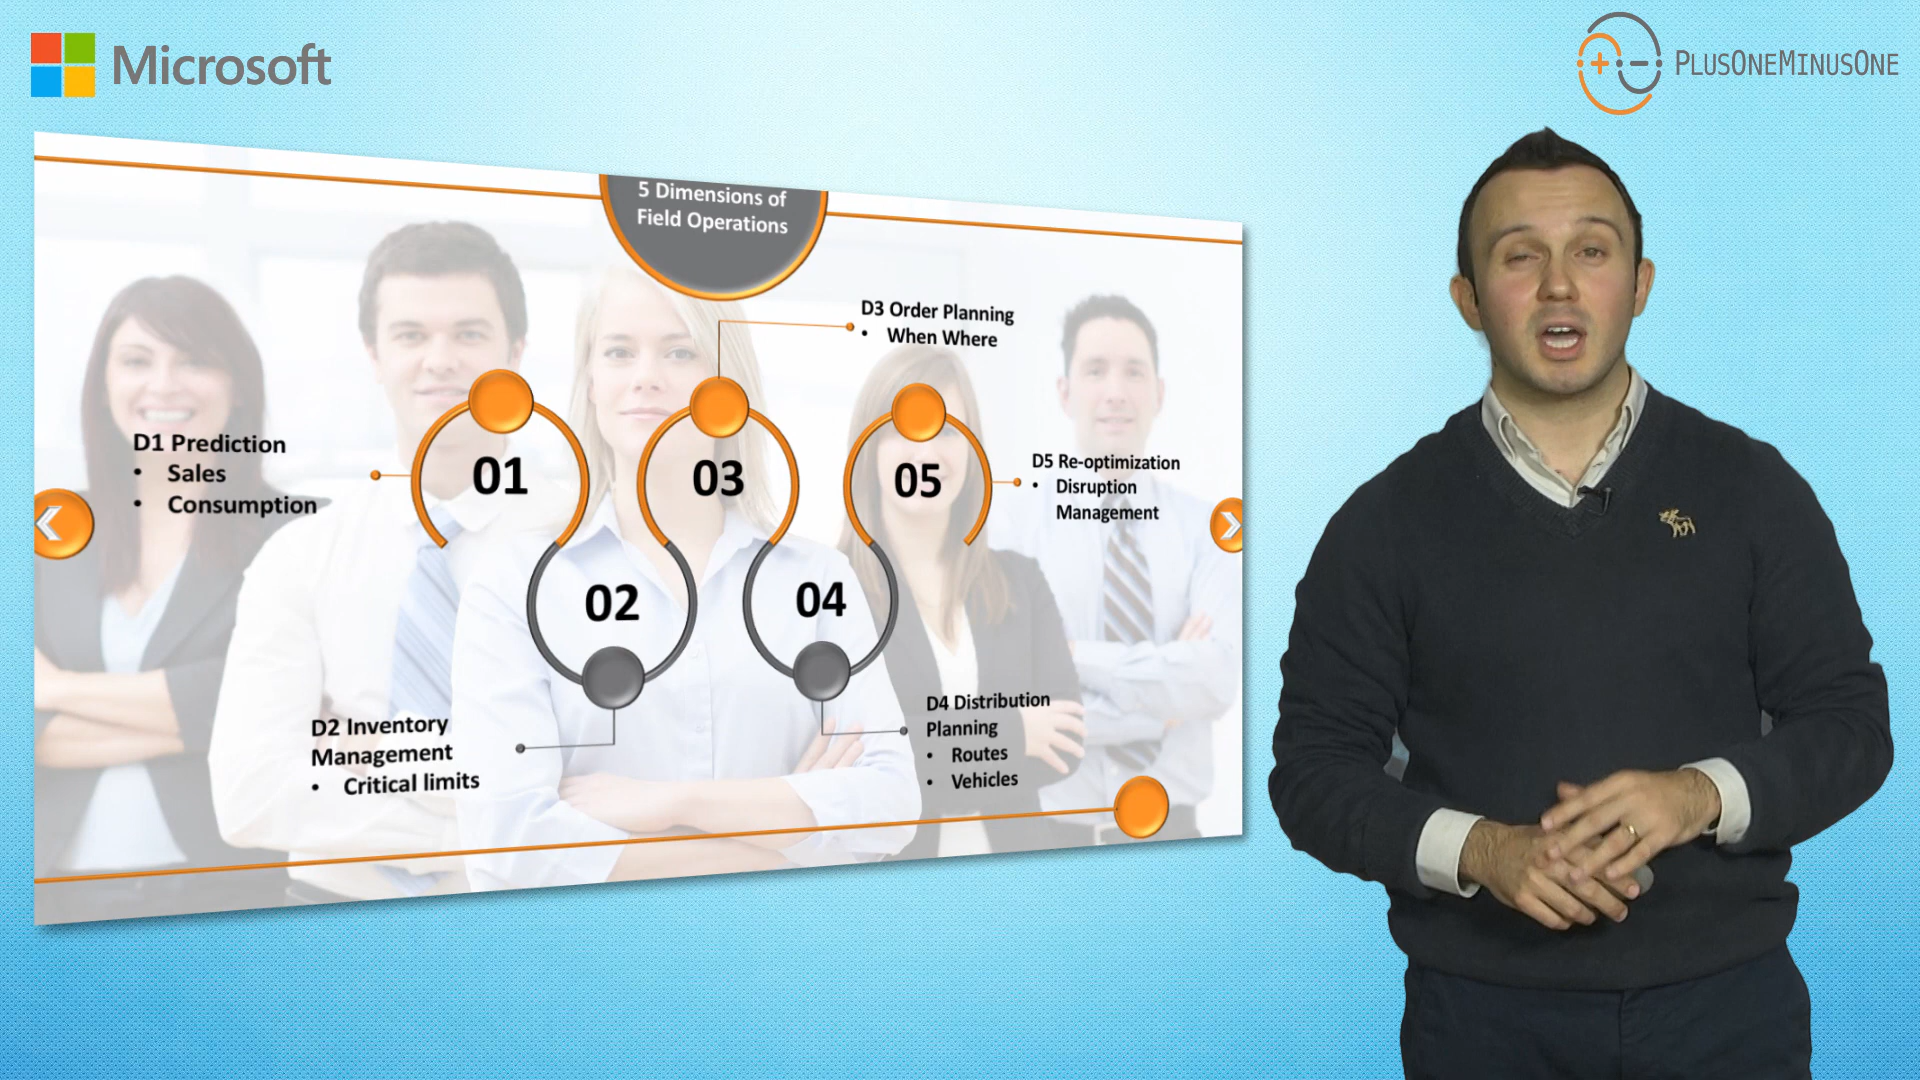 Microsoft
PLUSONEMINUSONE
5 Dimensions of
Field Operations
D3 Order Planning
• When Where
D1 Prediction
• Sales
• Consumption
01
03
05
D5 Re-optimization
• Disruption
Management
02
04
D2 Inventory
Management
• Critical limits
D4 Distribution
Planning
• Routes
• Vehicles